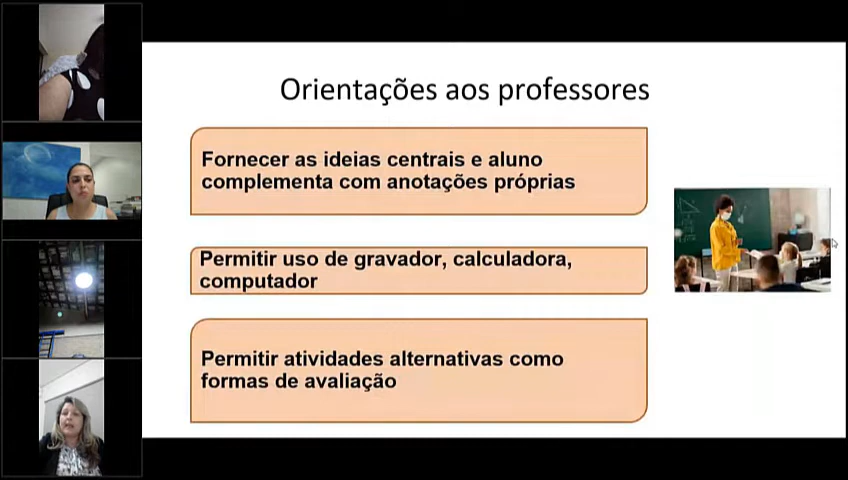 Orientações aos professores
Fornecer as ideias centrais e aluno
complementa com anotações próprias
Permitir uso de gravador, calculadora,
computador
Permitir atividades alternativas como
formas de avaliação